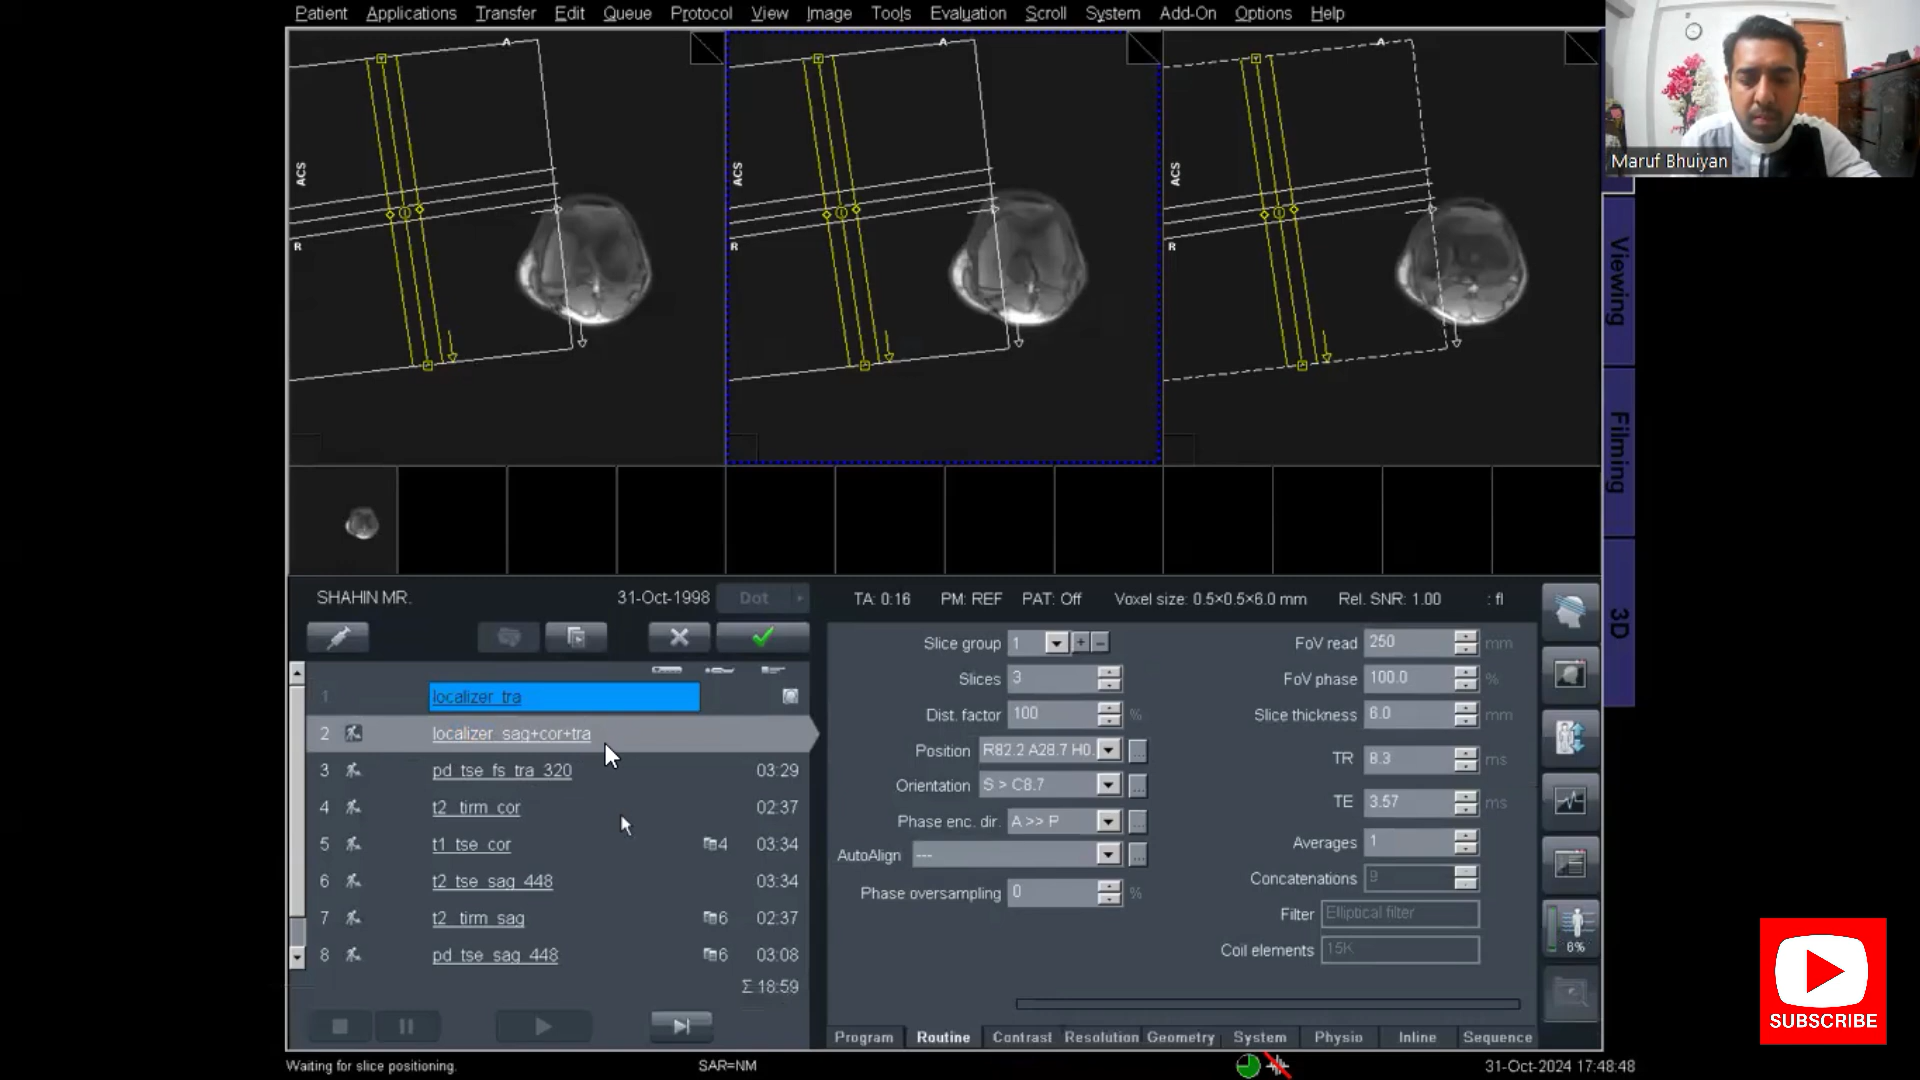 Patient Applications Transfer Edit Queue Protocol View Image Tools Evaluation Scroll System Add-On Options Help
Maruf Bhuiyan
A A A
ACS ACS ACS
R R R
Viewing
Filming
3D
SHAHIN MR. 31-Oct-1998 Dot
TA: 0:16 PM: REF PAT: Off Voxel size: 0.5×0.5×6.0 mm Rel. SNR: 1.00 : fl
1 localizer_tra
2 localizer_sag+cor+tra
3 pd_tse_fs_tra_320 03:29
4 t2_tirm_cor 02:37
5 t1_tse_cor 4 03:34
6 t2_tse_sag_448 03:34
7 t2_tirm_sag 6 02:37
8 pd_tse_sag_448 6 03:08
Σ 18:59
Slice group 1 + −
Slices 3
Dist. factor 100 %
Position R82.2 A28.7 H0. ...
Orientation S > C8.7 ...
Phase enc. dir. A >> P ...
AutoAlign --- ...
Phase oversampling 0 %
FoV read 250 mm
FoV phase 100.0 %
Slice thickness 6.0 mm
TR 8.3 ms
TE 3.57 ms
Averages 1
Concatenations 9
Filter Elliptical filter
Coil elements 15K
6%
Program Routine Contrast Resolution Geometry System Physio Inline Sequence
Waiting for slice positioning. SAR=NM 31-Oct-2024 17:48:48
SUBSCRIBE